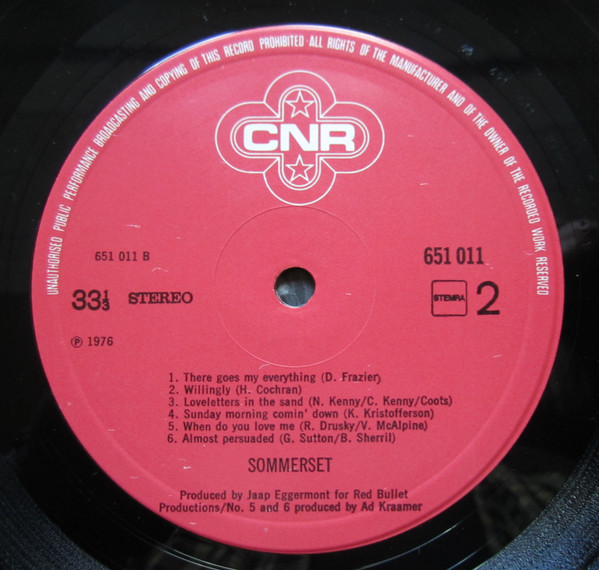 UNAUTHORISED PUBLIC PERFORMANCE BROADCASTING AND COPYING OF THIS RECORD PROHIBITED · ALL RIGHTS OF THE MANUFACTURER AND OF THE OWNER OF THE RECORDED WORK RESERVED
CNR
651 011 B
651 011
33⅓ STEREO
STEMRA 2
℗ 1976
1. There goes my everything (D. Frazier)
2. Willingly (H. Cochran)
3. Loveletters in the sand (N. Kenny/C. Kenny/Coots)
4. Sunday morning comin' down (K. Kristofferson)
5. When do you love me (R. Drusky/V. McAlpine)
6. Almost persuaded (G. Sutton/B. Sherril)
SOMMERSET
Produced by Jaap Eggermont for Red Bullet
Productions/No. 5 and 6 produced by Ad Kraamer